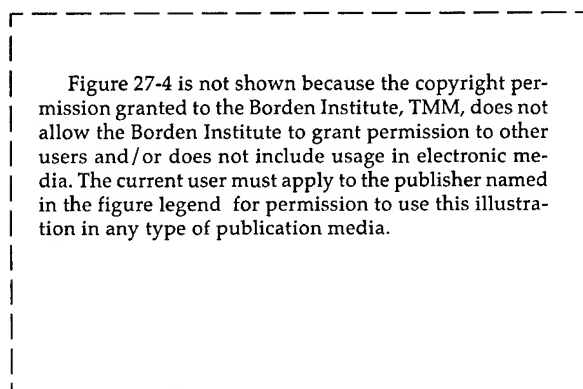 Figure 27-4 is not shown because the copyright per-
mission granted to the Borden Institute, TMM, does not
allow the Borden Institute to grant permission to other
users and/or does not include usage in electronic me-
dia. The current user must apply to the publisher named
in the figure legend for permission to use this illustra-
tion in any type of publication media.